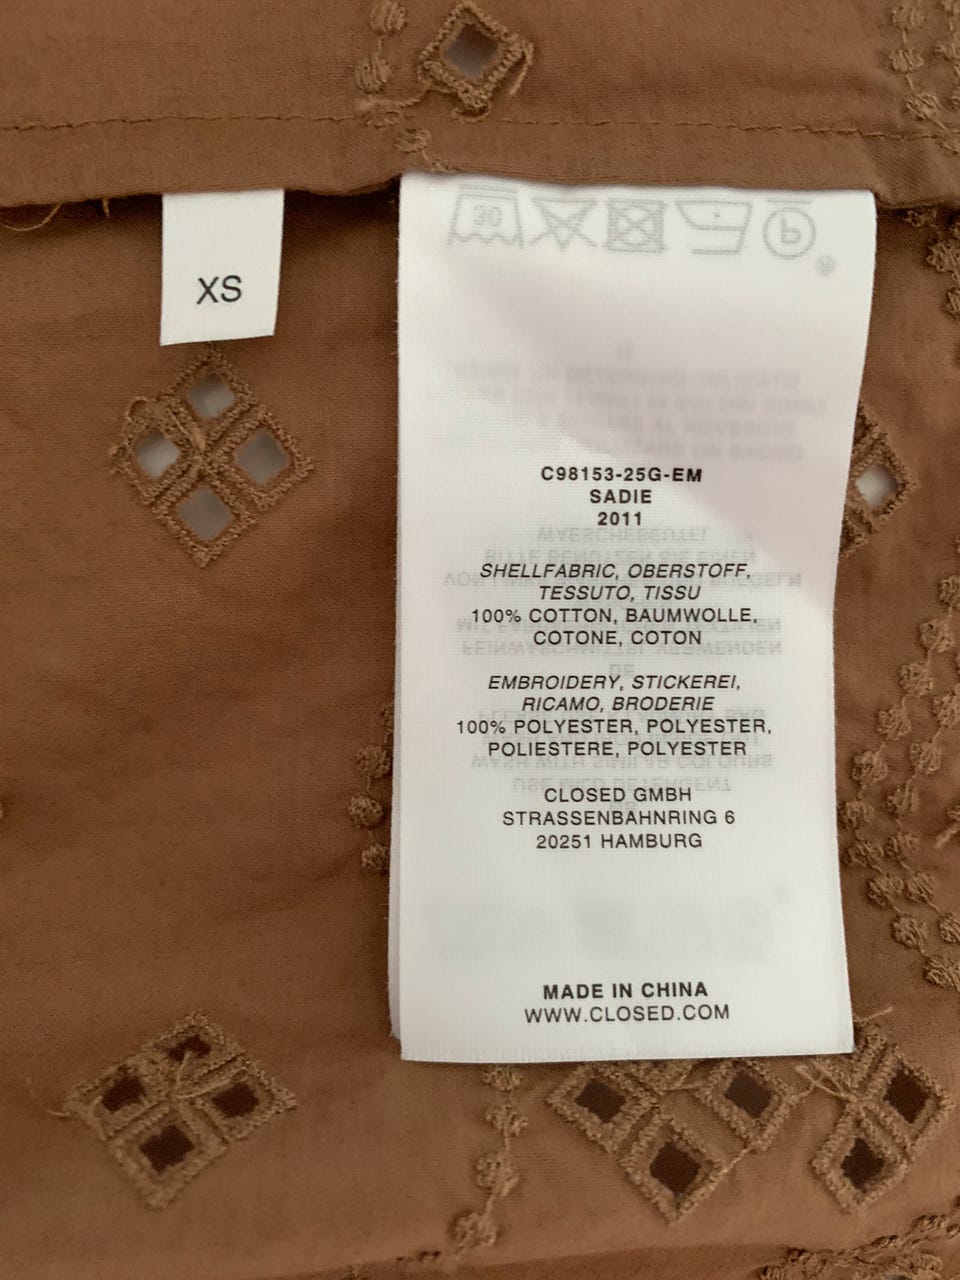 XS
30
P
C98153-25G-EM
SADIE
2011
SHELLFABRIC, OBERSTOFF,
TESSUTO, TISSU
100% COTTON, BAUMWOLLE,
COTONE, COTON
EMBROIDERY, STICKEREI,
RICAMO, BRODERIE
100% POLYESTER, POLYESTER,
POLIESTERE, POLYESTER
CLOSED GMBH
STRASSENBAHNRING 6
20251 HAMBURG
MADE IN CHINA
WWW.CLOSED.COM